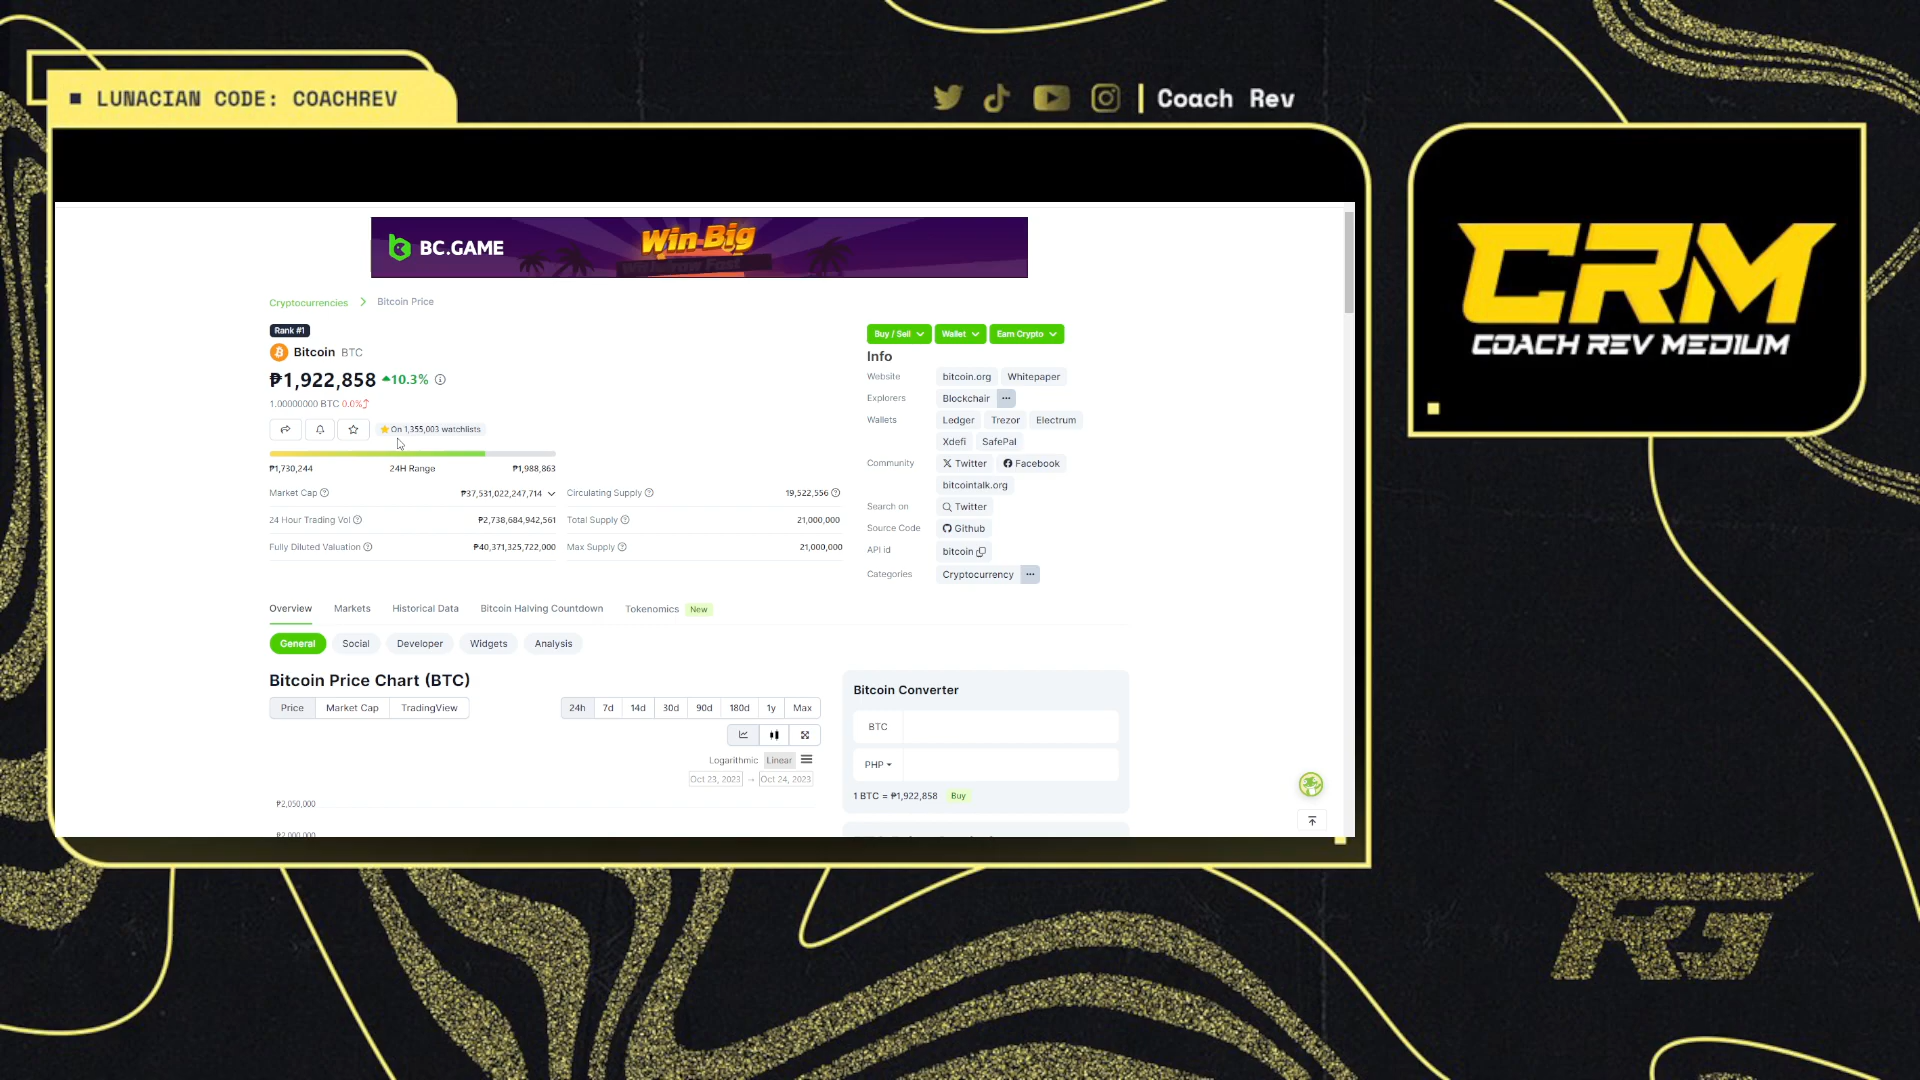 LUNACIAN CODE: COACHREV
Coach Rev
BC.GAME
Win Big
CRM
COACH REV MEDIUM
Cryptocurrencies > Bitcoin Price
Rank #1
Bitcoin BTC
₱1,922,858 10.3%
1.00000000 BTC 0.0%
On 1,355,003 watchlists
₱1,730,244 24H Range ₱1,988,863
Market Cap ₱37,531,022,247,714
Circulating Supply 19,522,556
24 Hour Trading Vol ₱2,738,684,942,561
Total Supply 21,000,000
Fully Diluted Valuation ₱40,371,325,722,000
Max Supply 21,000,000
Buy / Sell Wallet Earn Crypto
Info
Website bitcoin.org Whitepaper
Explorers Blockchair
Wallets Ledger Trezor Electrum
Xdefi SafePal
Community Twitter Facebook
bitcointalk.org
Search on Twitter
Source Code Github
API id bitcoin
Categories Cryptocurrency
Overview Markets Historical Data Bitcoin Halving Countdown Tokenomics New
General Social Developer Widgets Analysis
Bitcoin Price Chart (BTC)
Price Market Cap TradingView
24h 7d 14d 30d 90d 180d 1y Max
Logarithmic Linear
Oct 23, 2023 → Oct 24, 2023
₱2,050,000
₱2,000,000
Bitcoin Converter
BTC
PHP
1 BTC = ₱1,922,858 Buy